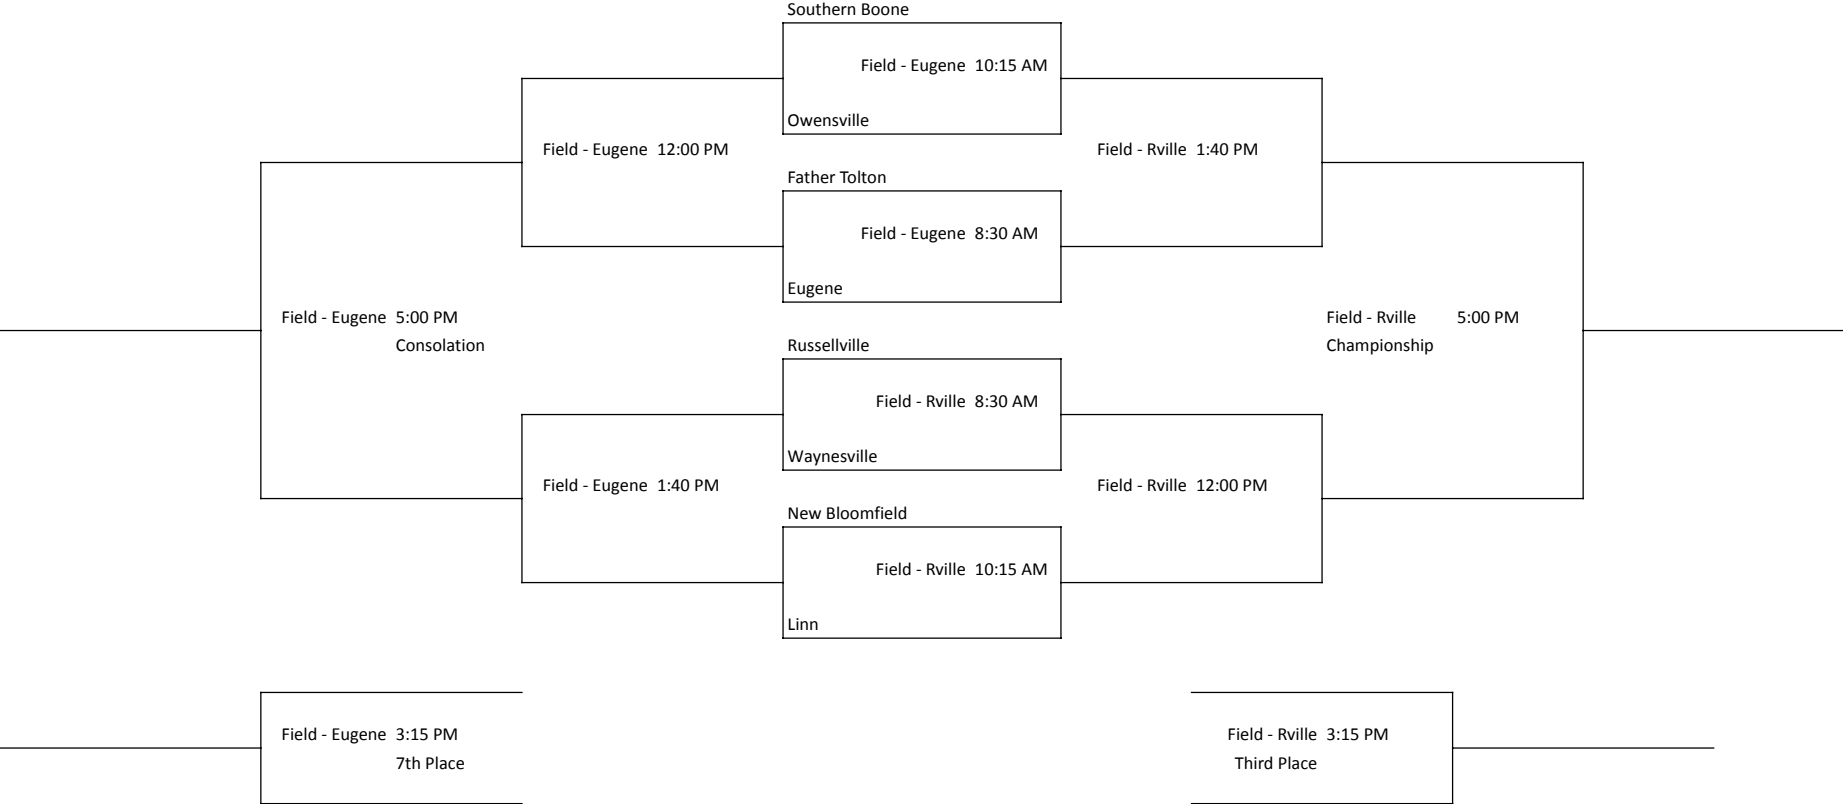 Southern Boone
Field - Eugene 10:15 AM
Owensville
Field - Eugene 12:00 PM
Field - Rville 1:40 PM
Father Tolton
Field - Eugene 8:30 AM
Eugene
Field - Eugene 5:00 PM
Consolation
Field - Rville 5:00 PM
Championship
Russellville
Field - Rville 8:30 AM
Waynesville
Field - Eugene 1:40 PM
Field - Rville 12:00 PM
New Bloomfield
Field - Rville 10:15 AM
Linn
Field - Eugene 3:15 PM
7th Place
Field - Rville 3:15 PM
Third Place